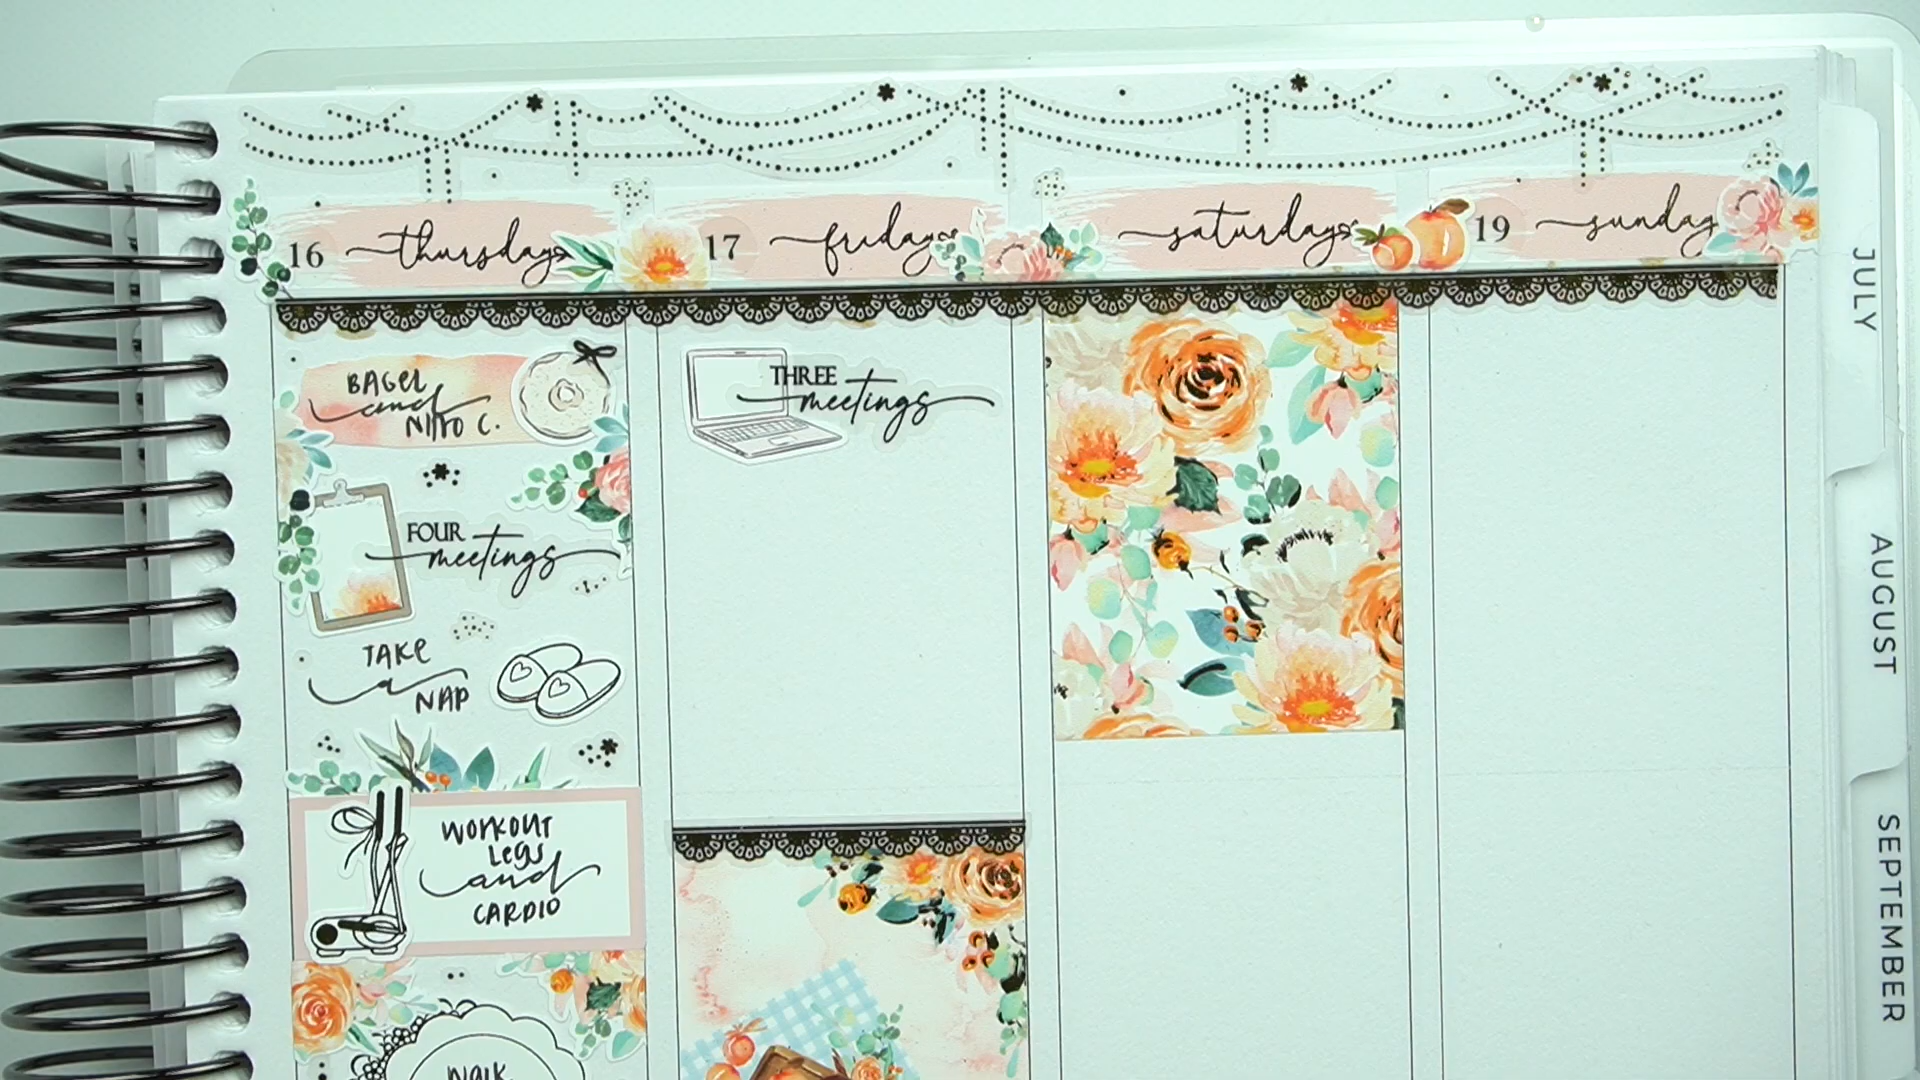 16 thursday
17 friday
saturday
19 sunday
BAGEL
and
NITRO C.
FOUR
meetings
TAKE
a
NAP
WORKOUT
LEGS
and
CARDIO
WALK
THREE
meetings
JULY
AUGUST
SEPTEMBER